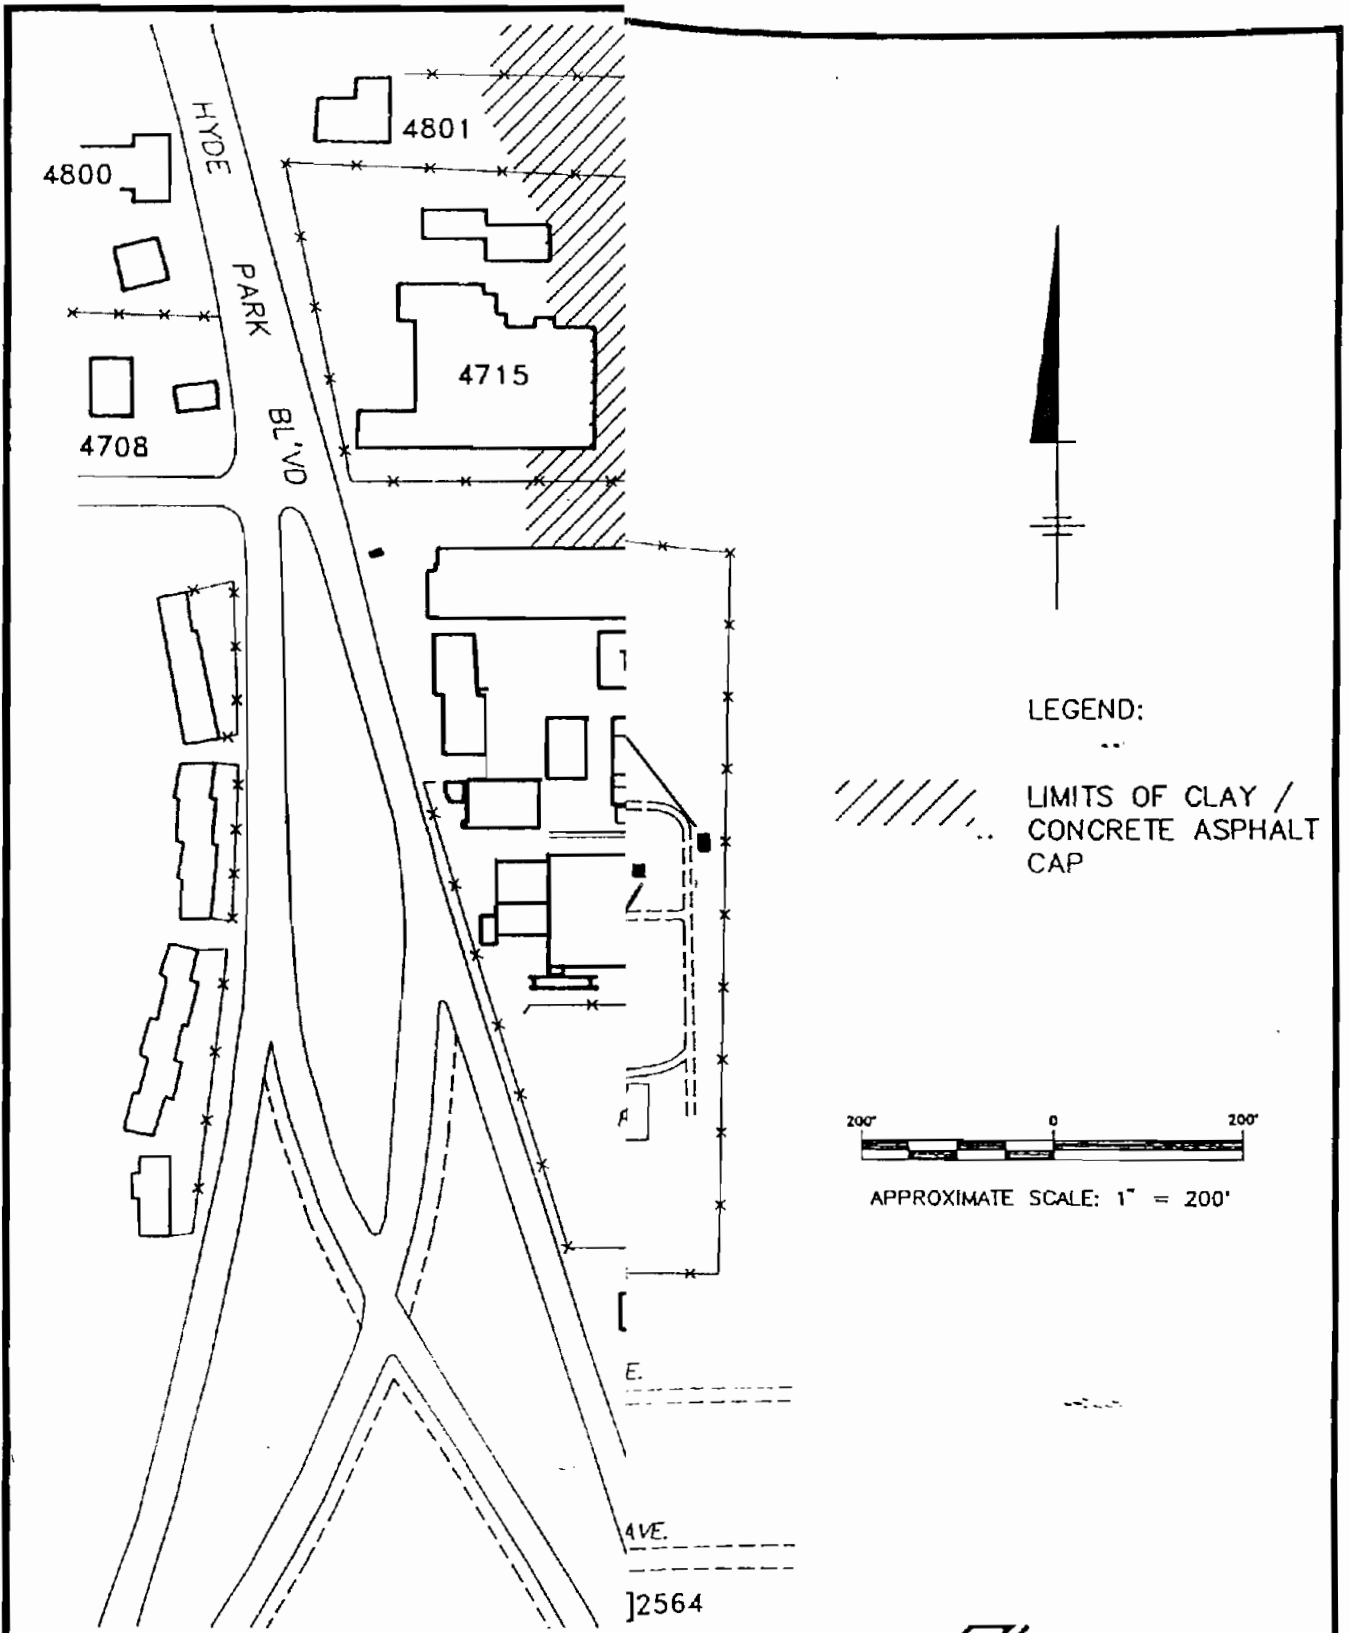 HYDE PARK BL'VD
4801
4800
4715
4708
LEGEND:
LIMITS OF CLAY /
CONCRETE ASPHALT
CAP
200' 0 200'
APPROXIMATE SCALE: 1" = 200'
E.
AVE.
2564